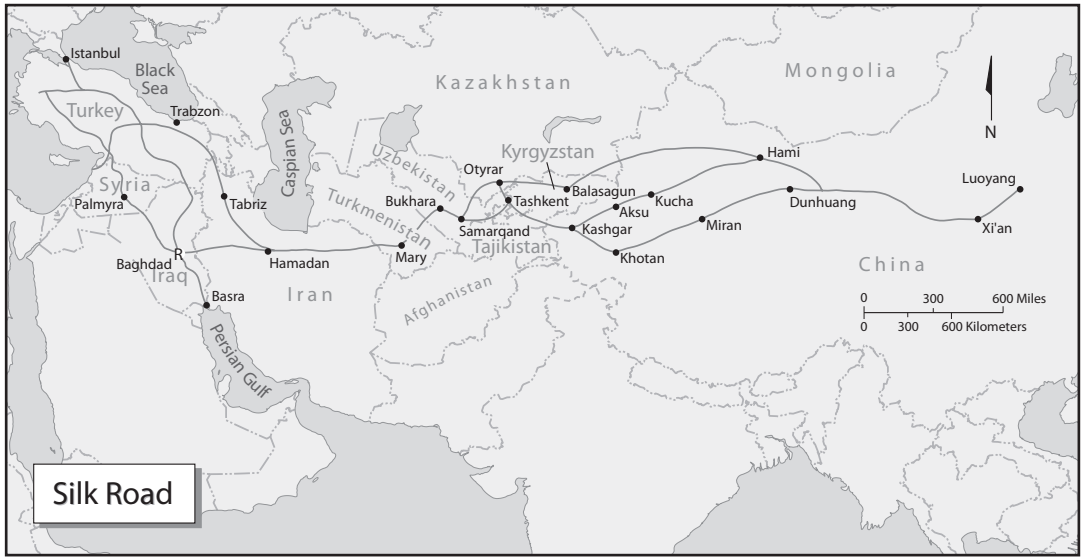 Istanbul
Black
Sea
Turkey
Trabzon
Caspian Sea
Kazakhstan
Mongolia
N
Uzbekistan
Kyrgyzstan
Otyrar
Hami
Syria
Palmyra
Tabriz
Turkmenistan
Bukhara
Tashkent
Balasagun
Kucha
Aksu
Dunhuang
Luoyang
Samarqand
Tajikistan
Kashgar
Miran
Xi'an
Baghdad
R
Iraq
Hamadan
Mary
Khotan
China
Basra
Iran
Afghanistan
0 300 600 Miles
0 300 600 Kilometers
Persian Gulf
Silk Road